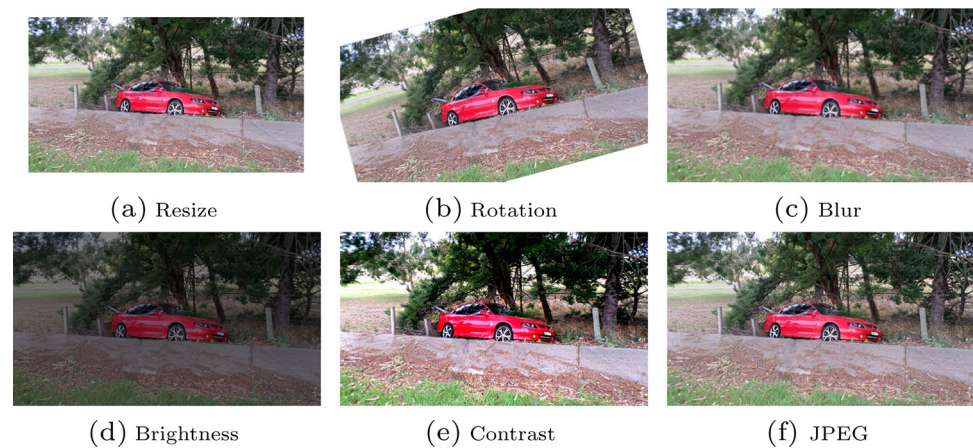 (a) Resize
(b) Rotation
(c) Blur
(d) Brightness
(e) Contrast
(f) JPEG